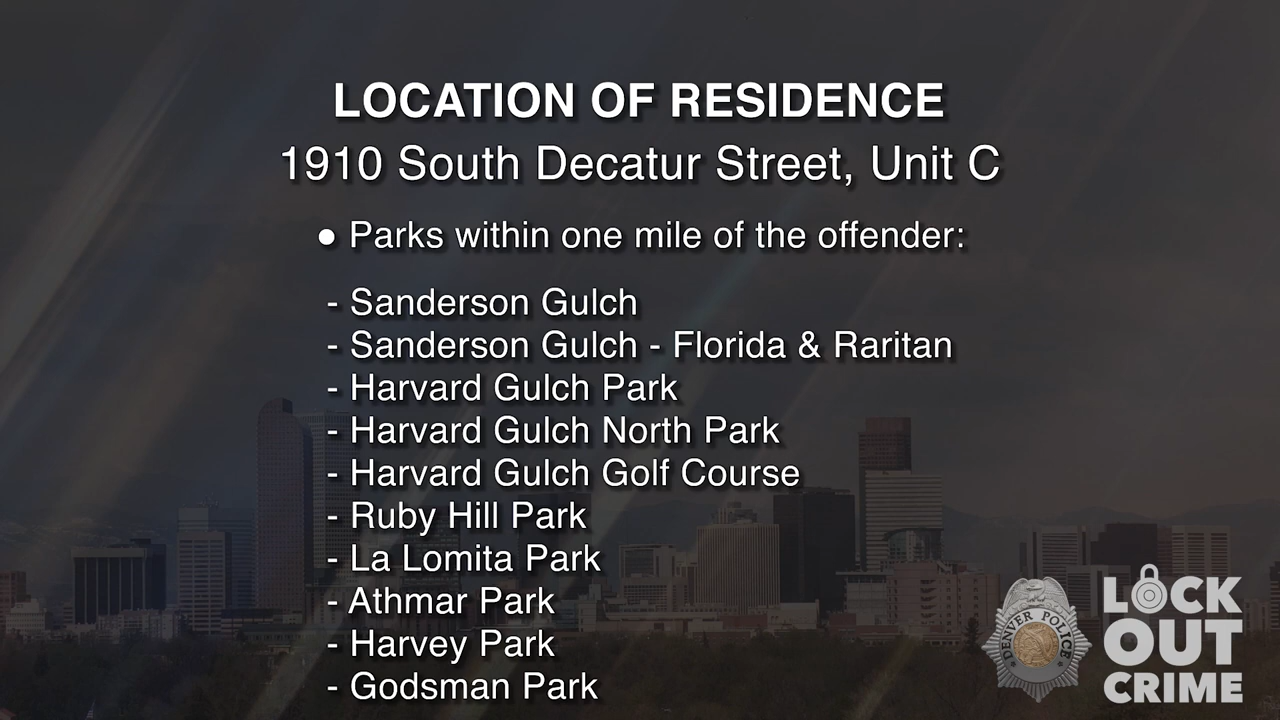 LOCATION OF RESIDENCE
1910 South Decatur Street, Unit C
● Parks within one mile of the offender:
- Sanderson Gulch
- Sanderson Gulch - Florida & Raritan
- Harvard Gulch Park
- Harvard Gulch North Park
- Harvard Gulch Golf Course
- Ruby Hill Park
- La Lomita Park
- Athmar Park
- Harvey Park
- Godsman Park
DENVER POLICE
LOCK
OUT
CRIME